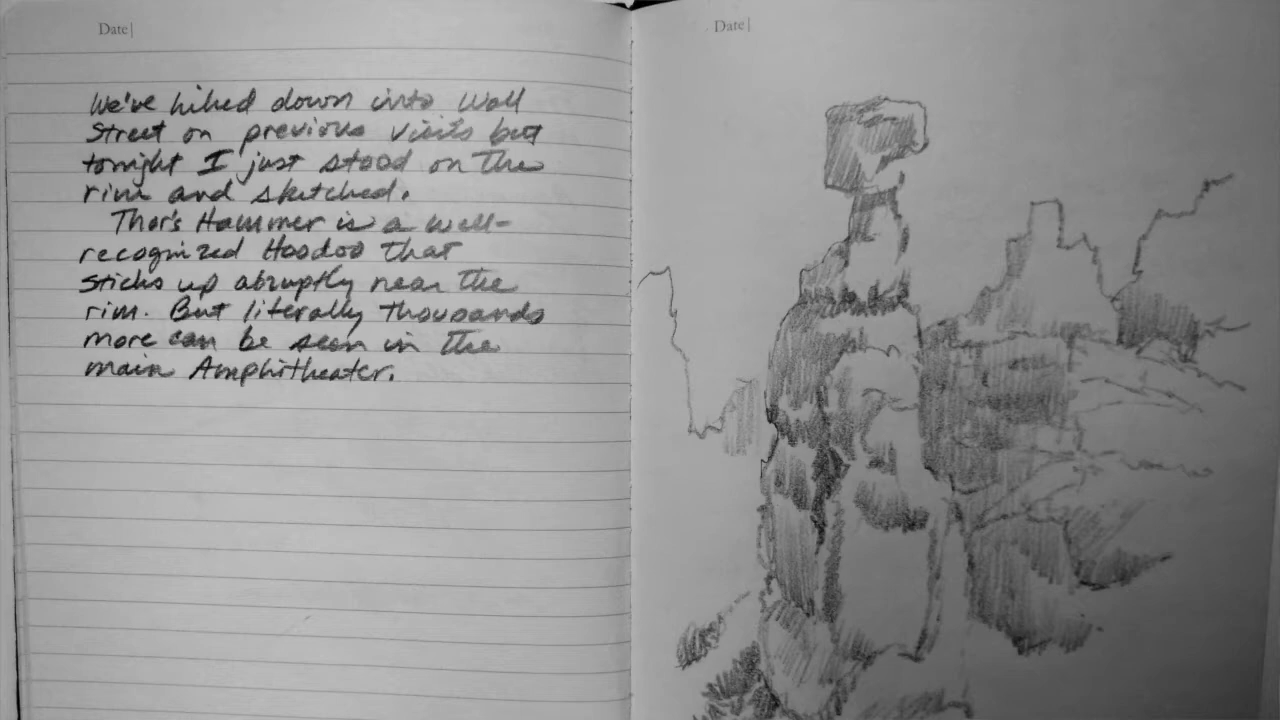 Date|
Date|
We've hiked down into Wall
Street on previous visits but
tonight I just stood on the
rim and sketched.
Thor's Hammer is a well-
recognized Hoodoo that
sticks up abruptly near the
rim. But literally thousands
more can be seen in the
main Amphitheater.